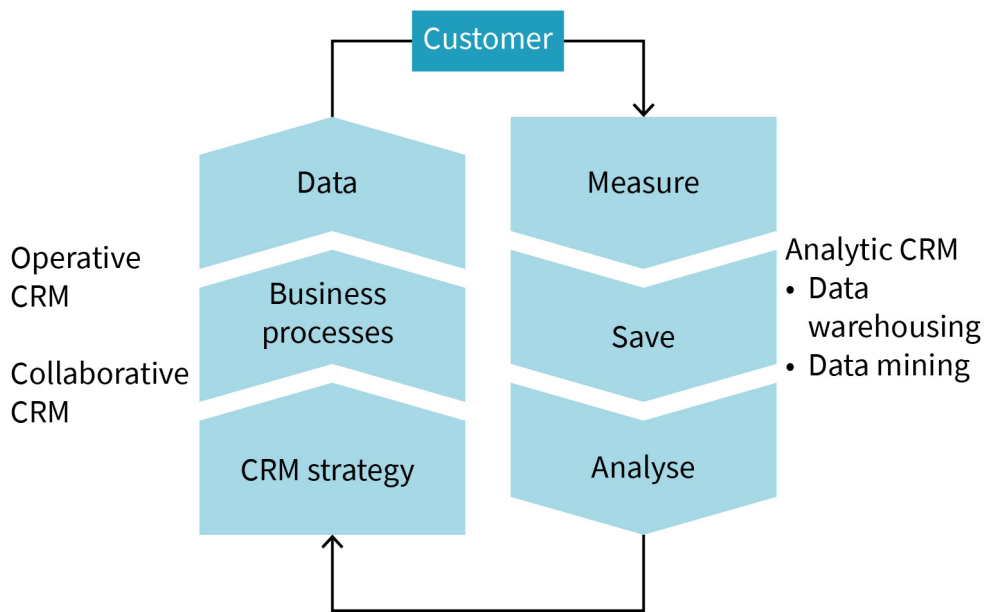 Customer
Data
Measure
Operative
CRM
Business
processes
Save
Analytic CRM
• Data
warehousing
• Data mining
Collaborative
CRM
CRM strategy
Analyse